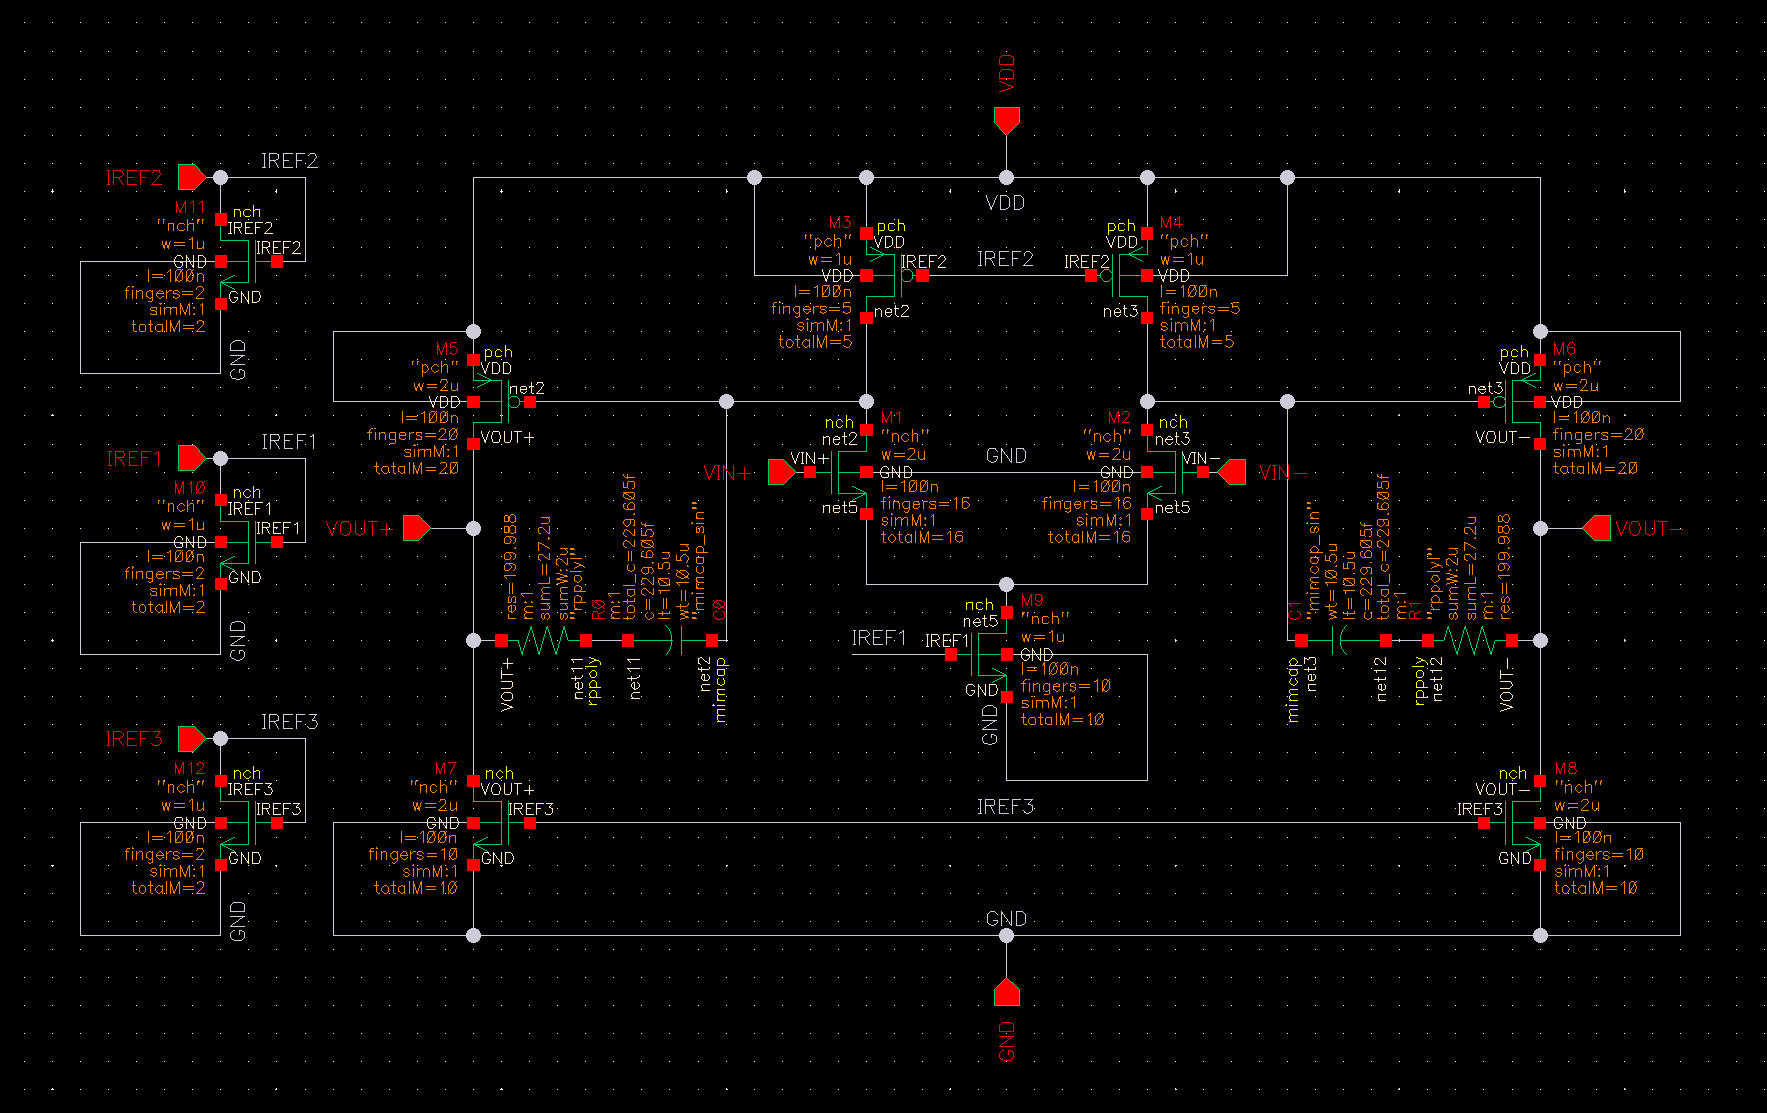 VDD
VDD
IREF2
IREF2
M11
nch
"nch"
IREF2
w=1u
IREF2
GND
l=100n
fingers=2
GND
simM:1
totalM=2
GND
M3
nch
pch
"pch"
VDD
w=1u
IREF2
VDD
l=100n
fingers=5
net2
simM:1
totalM=5
IREF2
M4
pch
"pch"
VDD
w=1u
IREF2
VDD
l=100n
fingers=5
net3
simM:1
totalM=5
M5
pch
"pch"
VDD
w=2u
net2
VDD
l=100n
fingers=20
VOUT+
simM:1
totalM=20
M6
pch
"pch"
VDD
w=2u
net3
VDD
l=100n
fingers=20
VOUT-
simM:1
totalM=20
IREF1
IREF1
M10
nch
"nch"
IREF1
w=1u
IREF1
GND
l=100n
fingers=2
GND
simM:1
totalM=2
GND
M1
nch
"nch"
net2
w=2u
VIN+
VIN+
GND
l=100n
fingers=16
net5
simM:1
totalM=16
GND
M2
nch
"nch"
net3
w=2u
VIN-
VIN-
GND
l=100n
fingers=16
net5
simM:1
totalM=16
VOUT+
VOUT-
res=199.988
m:1
sumL=27.2u
sumW:2u
"rppoly"
R0
m:1
total_c=229.605f
c=229.605f
lt=10.5u
wt=10.5u
"mimcap_sin"
C0
VOUT+
net11
rppoly
net11
net2
mimcap
C1
"mimcap_sin"
wt=10.5u
lt=10.5u
c=229.605f
total_c=229.605f
m:1
R1
"rppoly"
sumW:2u
sumL=27.2u
m:1
res=199.988
mimcap
net3
net12
rppoly
net12
VOUT-
M9
nch
"nch"
net5
w=1u
IREF1
IREF1
GND
l=100n
fingers=10
GND
simM:1
totalM=10
GND
IREF3
IREF3
M12
nch
"nch"
IREF3
w=1u
IREF3
GND
l=100n
fingers=2
GND
simM:1
totalM=2
GND
M7
nch
"nch"
VOUT+
w=2u
IREF3
GND
l=100n
fingers=10
GND
simM:1
totalM=10
IREF3
M8
nch
"nch"
VOUT-
w=2u
IREF3
GND
l=100n
fingers=10
GND
simM:1
totalM=10
GND
GND